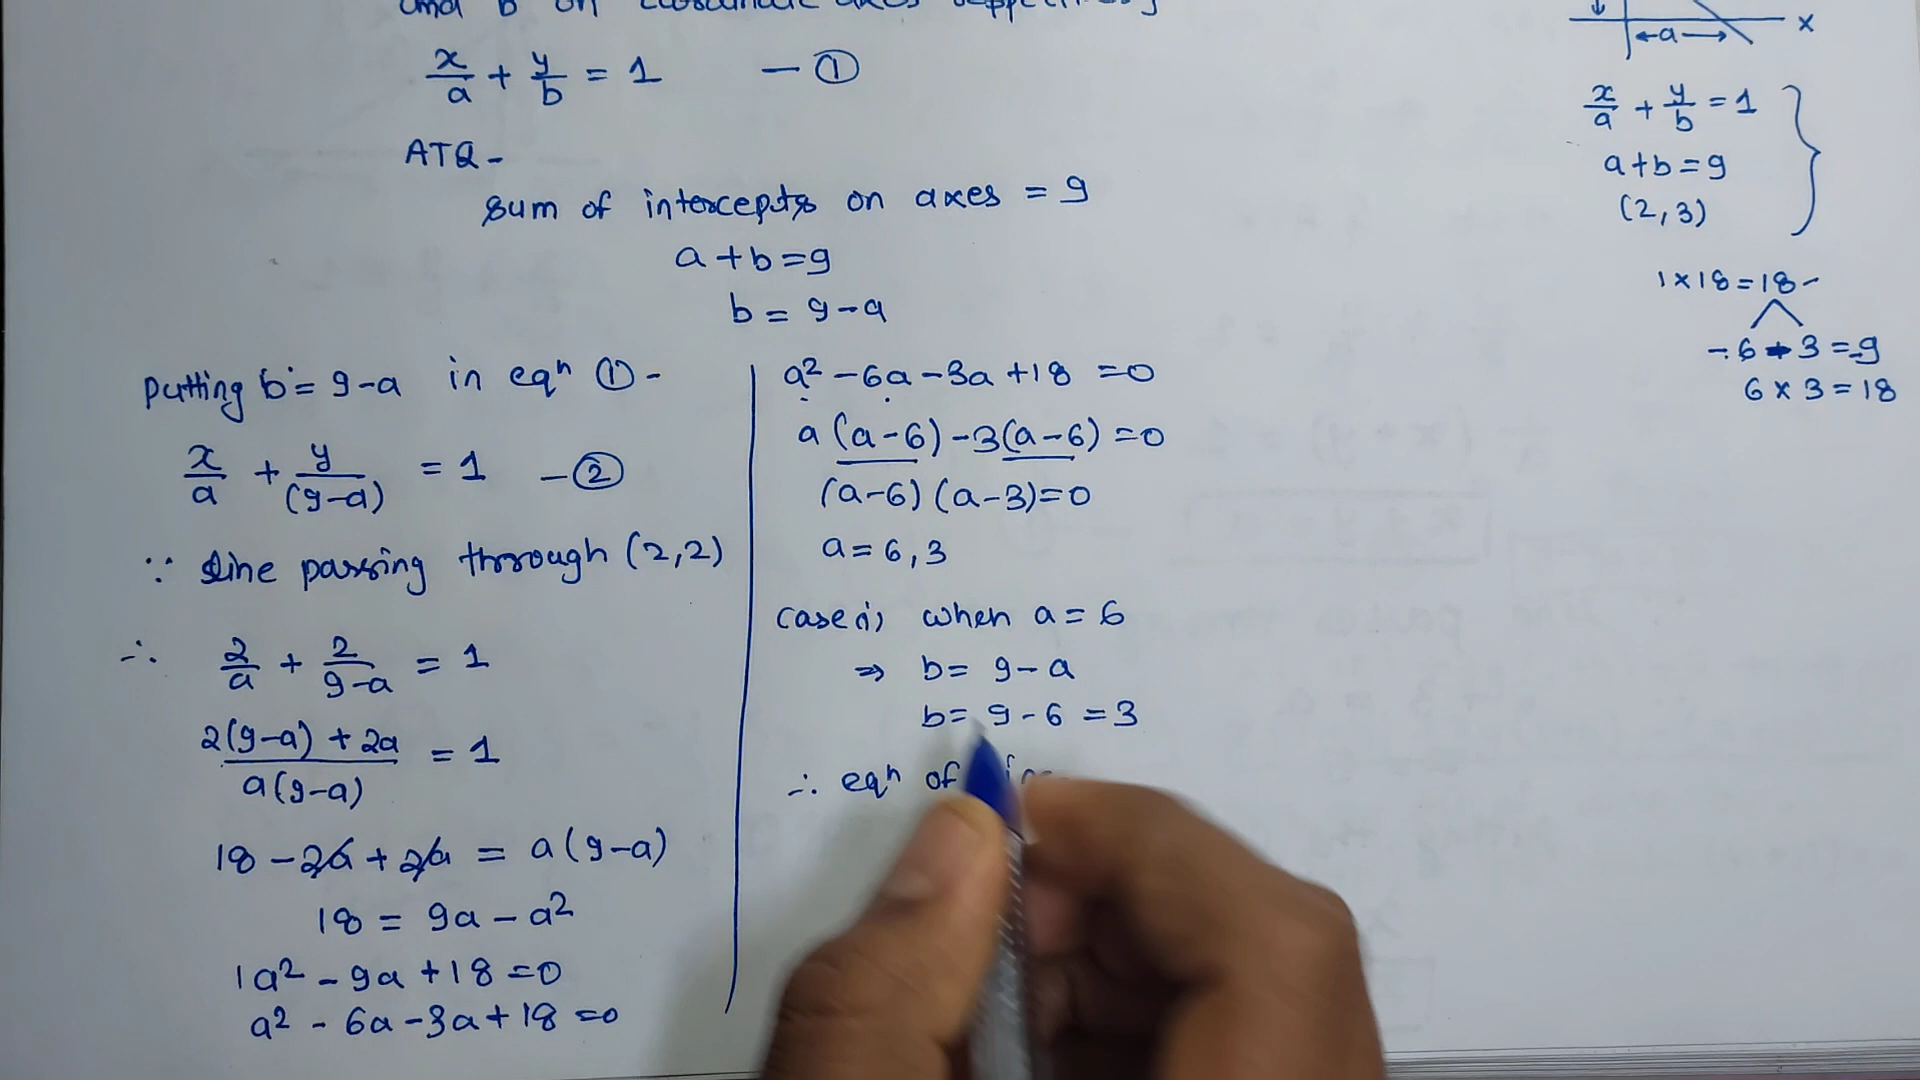 x/a + y/b = 1 — ①
ATQ -
sum of intercepts on axes = 9
a + b = 9
b = 9 - a
Putting b = 9 - a in eqn ① -
x/a + y/(9-a) = 1 — ②
∵ Line passing through (2,2)
∴ 2/a + 2/9-a = 1
2(9-a) + 2a / a(9-a) = 1
18 - 2a + 2a = a(9-a)
18 = 9a - a²
1a² - 9a + 18 = 0
a² - 6a - 3a + 18 = 0
a² - 6a - 3a + 18 = 0
a(a-6) - 3(a-6) = 0
(a-6)(a-3) = 0
a = 6, 3
case i) when a = 6
⇒ b = 9 - a
b = 9 - 6 = 3
∴ eqn of
x
←a→
x/a + y/b = 1
a + b = 9
(2,3)
1 × 18 = 18
- 6 - 3 = -9
6 × 3 = 18